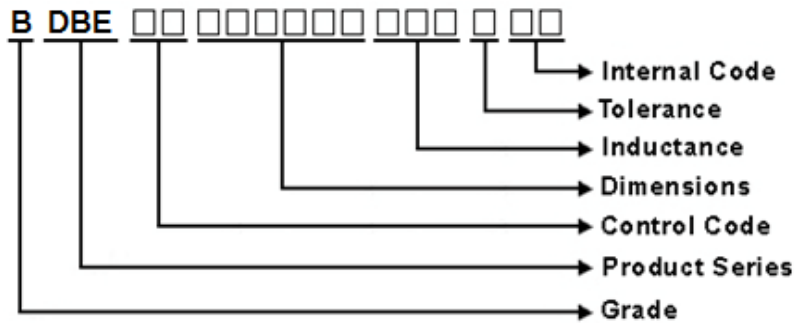 B DBE □□ □□□□□□ □□□ □ □□
Internal Code
Tolerance
Inductance
Dimensions
Control Code
Product Series
Grade